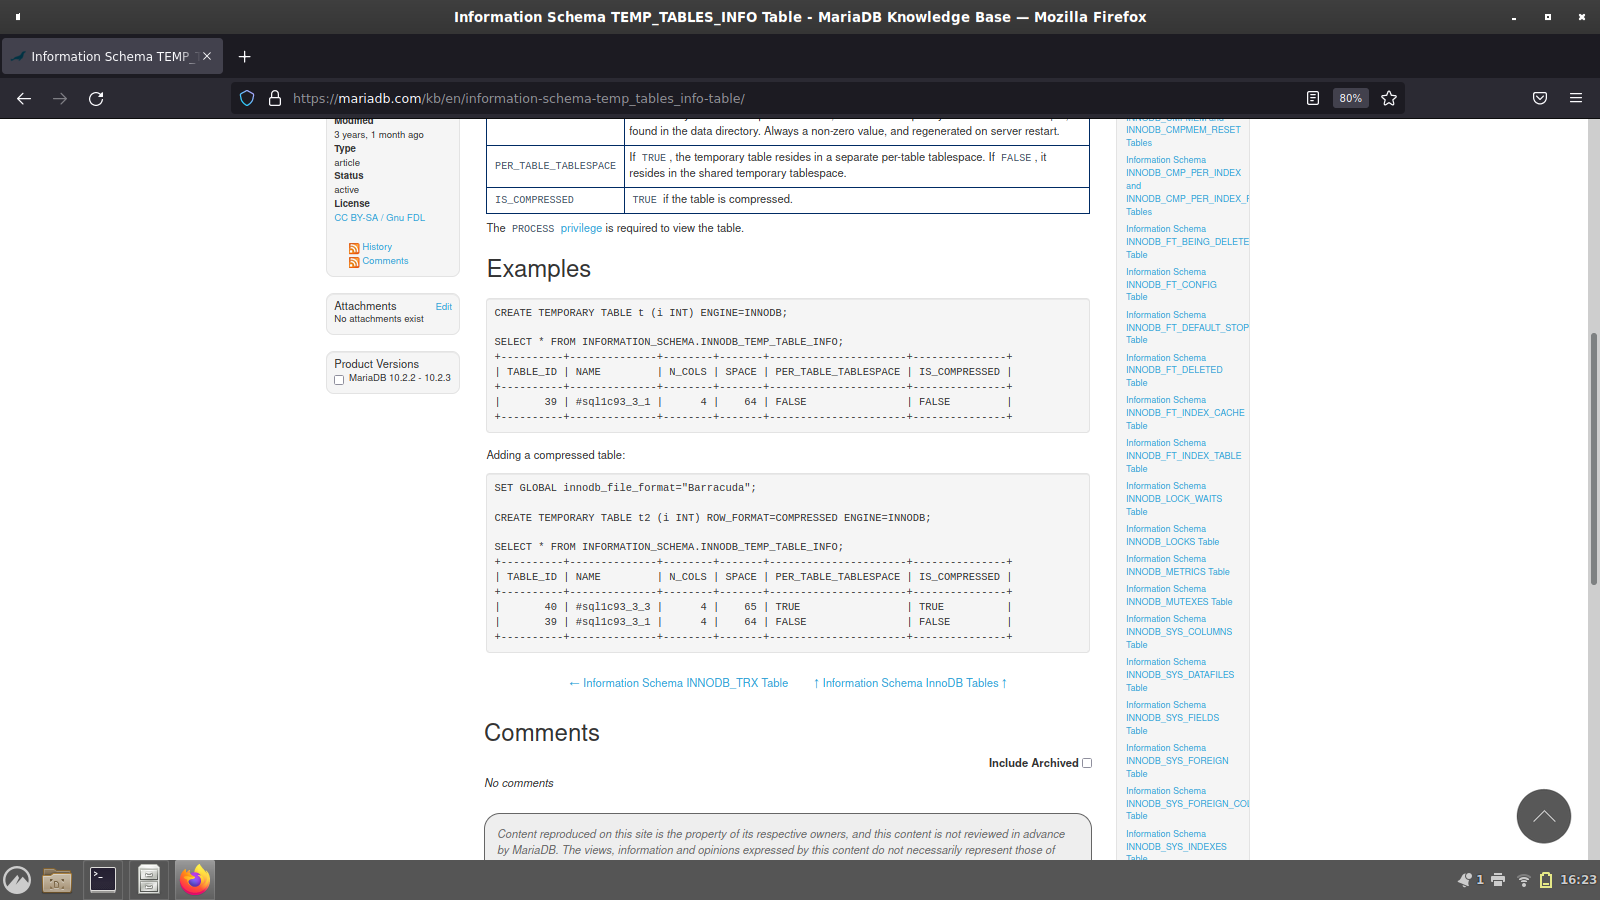 Information Schema TEMP_TABLES_INFO Table - MariaDB Knowledge Base — Mozilla Firefox
Information Schema TEMP_
https://mariadb.com/kb/en/information-schema-temp_tables_info-table/
80%
Modified
3 years, 1 month ago
Type
article
Status
active
License
CC BY-SA / Gnu FDL
History
Comments
Attachments Edit
No attachments exist
Product Versions
MariaDB 10.2.2 - 10.2.3
found in the data directory. Always a non-zero value, and regenerated on server restart.
PER_TABLE_TABLESPACE
If TRUE , the temporary table resides in a separate per-table tablespace. If FALSE , it
resides in the shared temporary tablespace.
IS_COMPRESSED
TRUE if the table is compressed.
The PROCESS privilege is required to view the table.
Examples
CREATE TEMPORARY TABLE t (i INT) ENGINE=INNODB;
SELECT * FROM INFORMATION_SCHEMA.INNODB_TEMP_TABLE_INFO;
+----------+--------------+--------+-------+----------------------+---------------+
| TABLE_ID | NAME         | N_COLS | SPACE | PER_TABLE_TABLESPACE | IS_COMPRESSED |
+----------+--------------+--------+-------+----------------------+---------------+
|       39 | #sql1c93_3_1 |      4 |    64 | FALSE                | FALSE         |
+----------+--------------+--------+-------+----------------------+---------------+
Adding a compressed table:
SET GLOBAL innodb_file_format="Barracuda";
CREATE TEMPORARY TABLE t2 (i INT) ROW_FORMAT=COMPRESSED ENGINE=INNODB;
SELECT * FROM INFORMATION_SCHEMA.INNODB_TEMP_TABLE_INFO;
+----------+--------------+--------+-------+----------------------+---------------+
| TABLE_ID | NAME         | N_COLS | SPACE | PER_TABLE_TABLESPACE | IS_COMPRESSED |
+----------+--------------+--------+-------+----------------------+---------------+
|       40 | #sql1c93_3_3 |      4 |    65 | TRUE                 | TRUE          |
|       39 | #sql1c93_3_1 |      4 |    64 | FALSE                | FALSE         |
+----------+--------------+--------+-------+----------------------+---------------+
← Information Schema INNODB_TRX Table ↑ Information Schema InnoDB Tables ↑
Comments
Include Archived
No comments
Content reproduced on this site is the property of its respective owners, and this content is not reviewed in advance
by MariaDB. The views, information and opinions expressed by this content do not necessarily represent those of
INNODB_CMPMEM and
INNODB_CMPMEM_RESET
Tables
Information Schema
INNODB_CMP_PER_INDEX
and
INNODB_CMP_PER_INDEX_R
Tables
Information Schema
INNODB_FT_BEING_DELETE
Table
Information Schema
INNODB_FT_CONFIG
Table
Information Schema
INNODB_FT_DEFAULT_STOP
Table
Information Schema
INNODB_FT_DELETED
Table
Information Schema
INNODB_FT_INDEX_CACHE
Table
Information Schema
INNODB_FT_INDEX_TABLE
Table
Information Schema
INNODB_LOCK_WAITS
Table
Information Schema
INNODB_LOCKS Table
Information Schema
INNODB_METRICS Table
Information Schema
INNODB_MUTEXES Table
Information Schema
INNODB_SYS_COLUMNS
Table
Information Schema
INNODB_SYS_DATAFILES
Table
Information Schema
INNODB_SYS_FIELDS
Table
Information Schema
INNODB_SYS_FOREIGN
Table
Information Schema
INNODB_SYS_FOREIGN_COL
Table
Information Schema
INNODB_SYS_INDEXES
Table
1
16:23